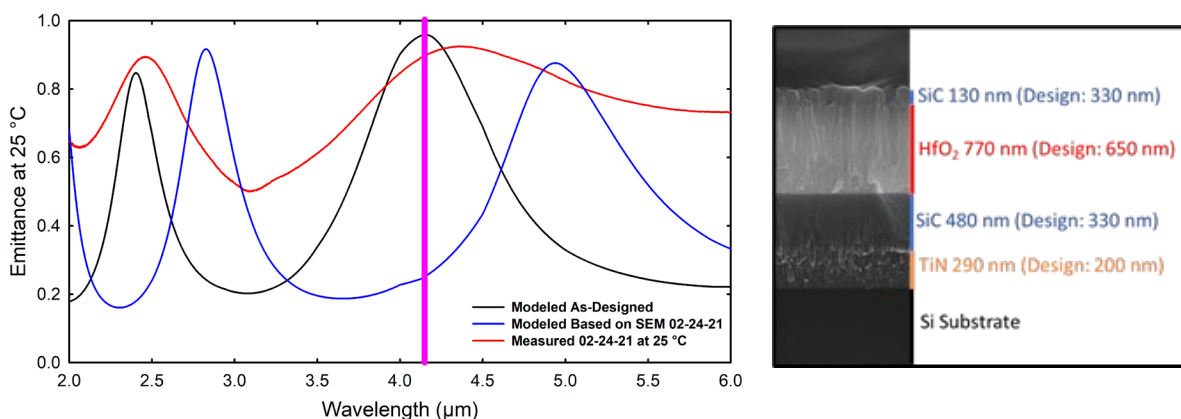 1.0
0.8
0.6
0.4
0.2
0.0
Emittance at 25 °C
2.0 2.5 3.0 3.5 4.0 4.5 5.0 5.5 6.0
Wavelength (μm)
Modeled As-Designed
Modeled Based on SEM 02-24-21
Measured 02-24-21 at 25 °C
SiC 130 nm (Design: 330 nm)
HfO₂ 770 nm (Design: 650 nm)
SiC 480 nm (Design: 330 nm)
TiN 290 nm (Design: 200 nm)
Si Substrate